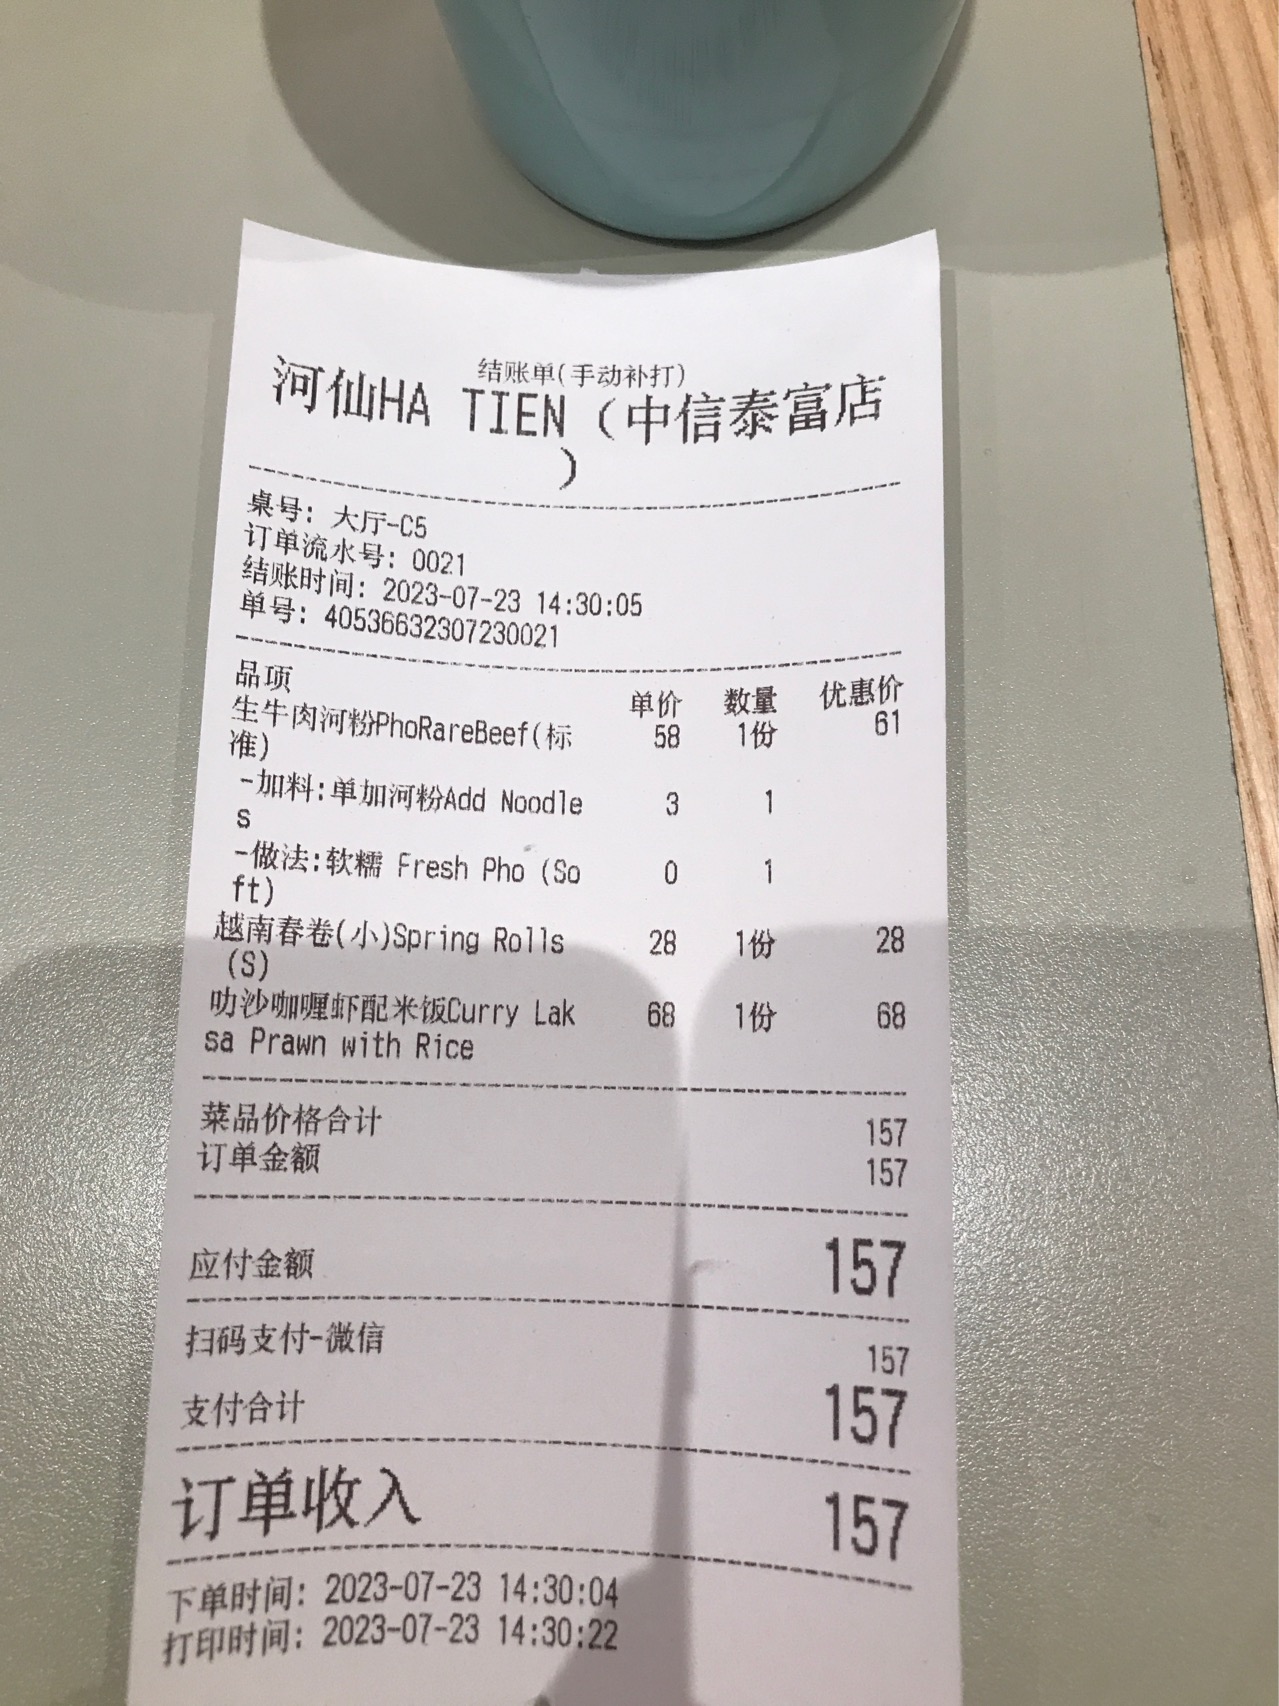 结账单(手动补打)
河仙HA TIEN（中信泰富店
）
桌号: 大厅-C5
订单流水号: 0021
结账时间: 2023-07-23 14:30:05
单号: 40536632307230021
品项 单价 数量 优惠价
生牛肉河粉PhoRareBeef(标 58 1份 61
准)
-加料:单加河粉Add Noodle 3 1
s
-做法:软糯 Fresh Pho (So 0 1
ft)
越南春卷(小)Spring Rolls 28 1份 28
(S)
叻沙咖喱虾配米饭Curry Lak 68 1份 68
sa Prawn with Rice
菜品价格合计 157
订单金额 157
应付金额 157
扫码支付-微信 157
支付合计 157
订单收入 157
下单时间: 2023-07-23 14:30:04
打印时间: 2023-07-23 14:30:22